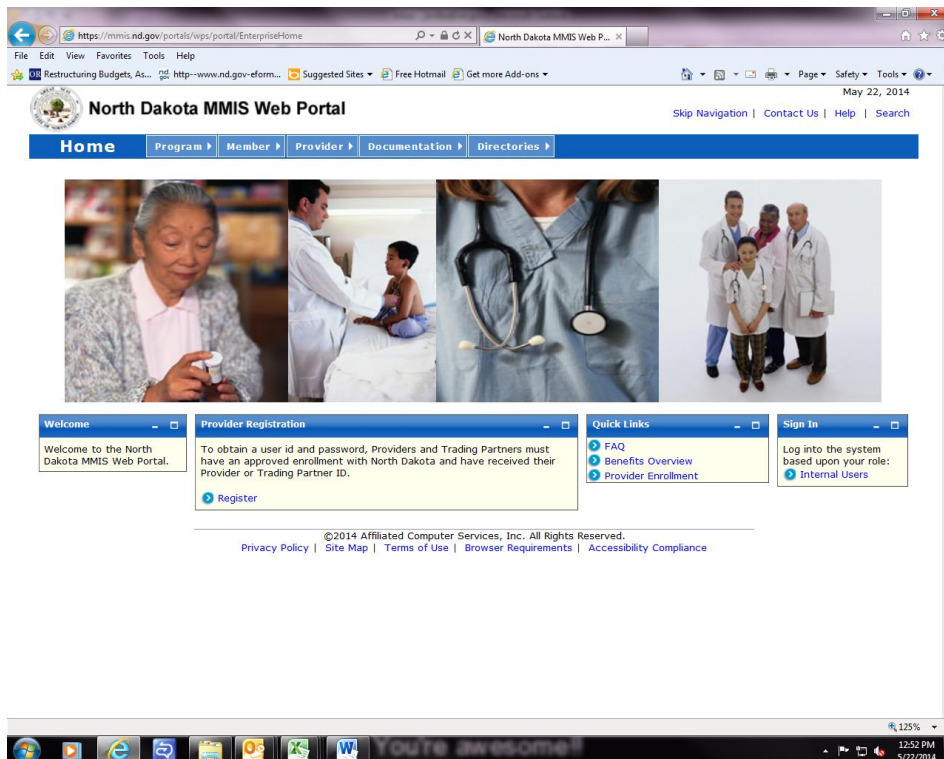 https://mmis.nd.gov/portals/wps/portal/EnterpriseHome
North Dakota MMIS Web P...
File Edit View Favorites Tools Help
OR Restructuring Budgets, As... nd http--www.nd.gov-eform... Suggested Sites Free Hotmail Get more Add-ons Page Safety Tools
May 22, 2014
North Dakota MMIS Web Portal
Skip Navigation | Contact Us | Help | Search
Home Program Member Provider Documentation Directories
Welcome
Welcome to the North
Dakota MMIS Web Portal.
Provider Registration
To obtain a user id and password, Providers and Trading Partners must
have an approved enrollment with North Dakota and have received their
Provider or Trading Partner ID.
Register
Quick Links
FAQ
Benefits Overview
Provider Enrollment
Sign In
Log into the system
based upon your role:
Internal Users
©2014 Affiliated Computer Services, Inc. All Rights Reserved.
Privacy Policy | Site Map | Terms of Use | Browser Requirements | Accessibility Compliance
125%
You're awesome!!
12:52 PM
5/22/2014